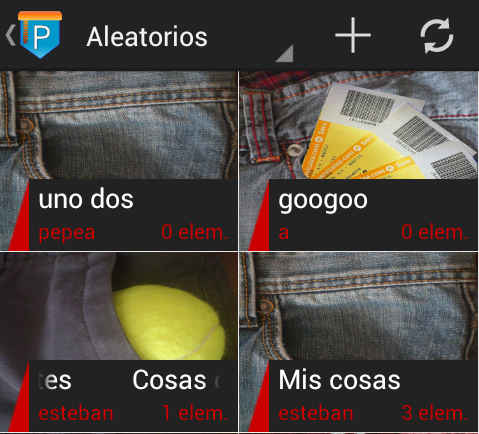 P Aleatorios
uno dos
pepea 0 elem.
googoo
a 0 elem.
tes Cosas
esteban 1 elem.
Mis cosas
esteban 3 elem.